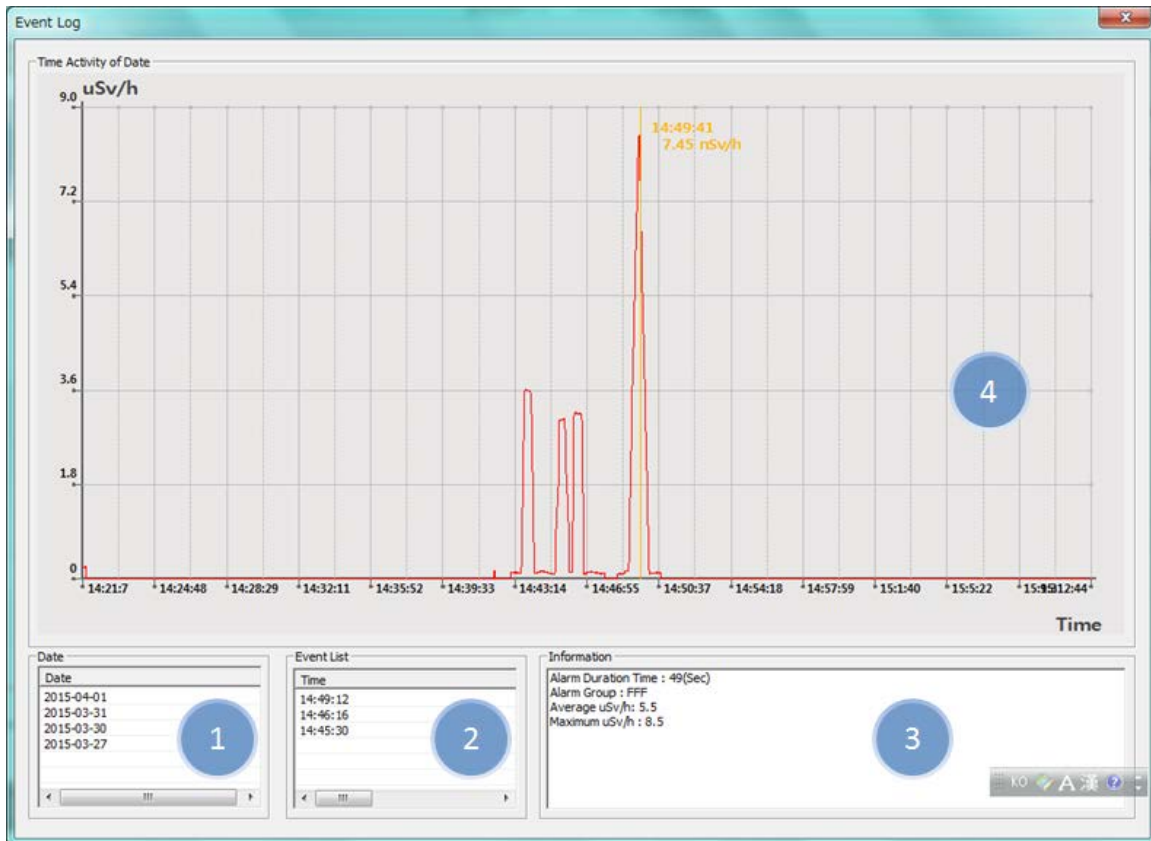 Event Log
x
Time Activity of Date
uSv/h
9.0
14:49:41
7.45 nSv/h
7.2
5.4
3.6
4
1.8
0
14:21:7 14:24:48 14:28:29 14:32:11 14:35:52 14:39:33 14:43:14 14:46:55 14:50:37 14:54:18 14:57:59 15:1:40 15:5:22
Time
Date
Date
2015-04-01
2015-03-31
2015-03-30
2015-03-27
1
Event List
Time
14:49:12
14:46:16
14:45:30
2
Information
Alarm Duration Time : 49(Sec)
Alarm Group : FFF
Average uSv/h: 5.5
Maximum uSv/h : 8.5
3
KO A 漢 ?